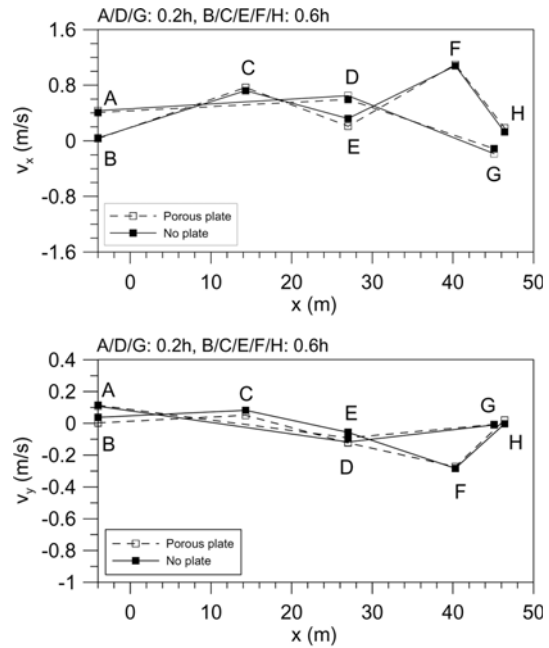 A/D/G: 0.2h, B/C/E/F/H: 0.6h
1.6
0.8
0
-0.8
-1.6
vx (m/s)
A
B
C
D
E
F
G
H
Porous plate
No plate
0 10 20 30 40 50
x (m)
A/D/G: 0.2h, B/C/E/F/H: 0.6h
0.4
0.2
0
-0.2
-0.4
-0.6
-0.8
-1
vy (m/s)
A
B
C
E
D
G
F
H
Porous plate
No plate
0 10 20 30 40 50
x (m)